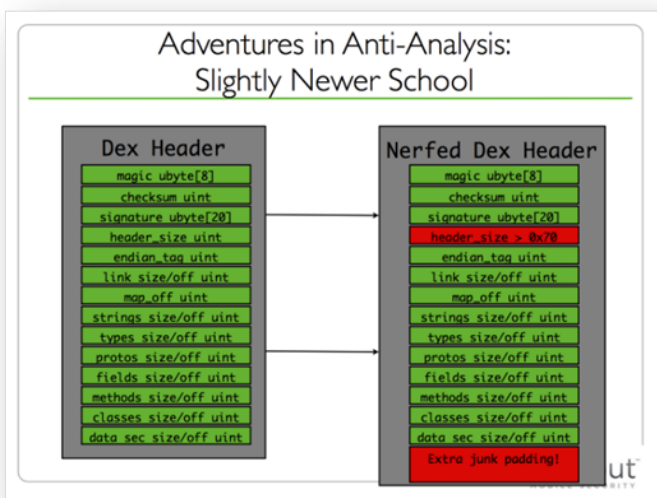 Adventures in Anti-Analysis:
Slightly Newer School
Dex Header
magic ubyte[8]
checksum uint
signature ubyte[20]
header_size uint
endian_tag uint
link size/off uint
map_off uint
strings size/off uint
types size/off uint
protos size/off uint
fields size/off uint
methods size/off uint
classes size/off uint
data sec size/off uint
Nerfed Dex Header
magic ubyte[8]
checksum uint
signature ubyte[20]
header_size > 0x70
endian_tag uint
link size/off uint
map_off uint
strings size/off uint
types size/off uint
protos size/off uint
fields size/off uint
methods size/off uint
classes size/off uint
data sec size/off uint
Extra junk padding!
ut